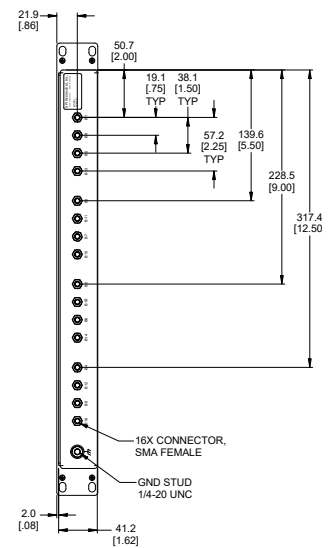 21.9
[.86]
50.7
[2.00]
19.1
[.75]
TYP
38.1
[1.50]
TYP
57.2
[2.25]
TYP
139.6
[5.50]
228.5
[9.00]
317.4
[12.50]
16X CONNECTOR,
SMA FEMALE
GND STUD
1/4-20 UNC
2.0
[.08]
41.2
[1.62]